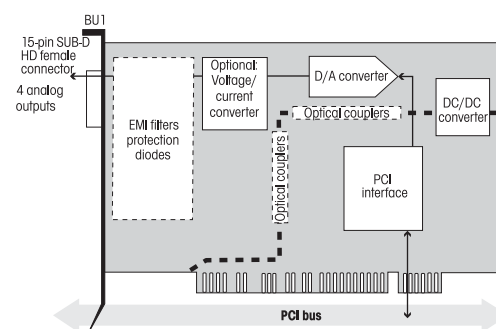 BU1
15-pin SUB-D
HD female
connector
4 analog
outputs
EMI filters
protection
diodes
Optional:
Voltage/
current
converter
D/A converter
Optical couplers
Optical couplers
DC/DC
converter
PCI
interface
PCI bus